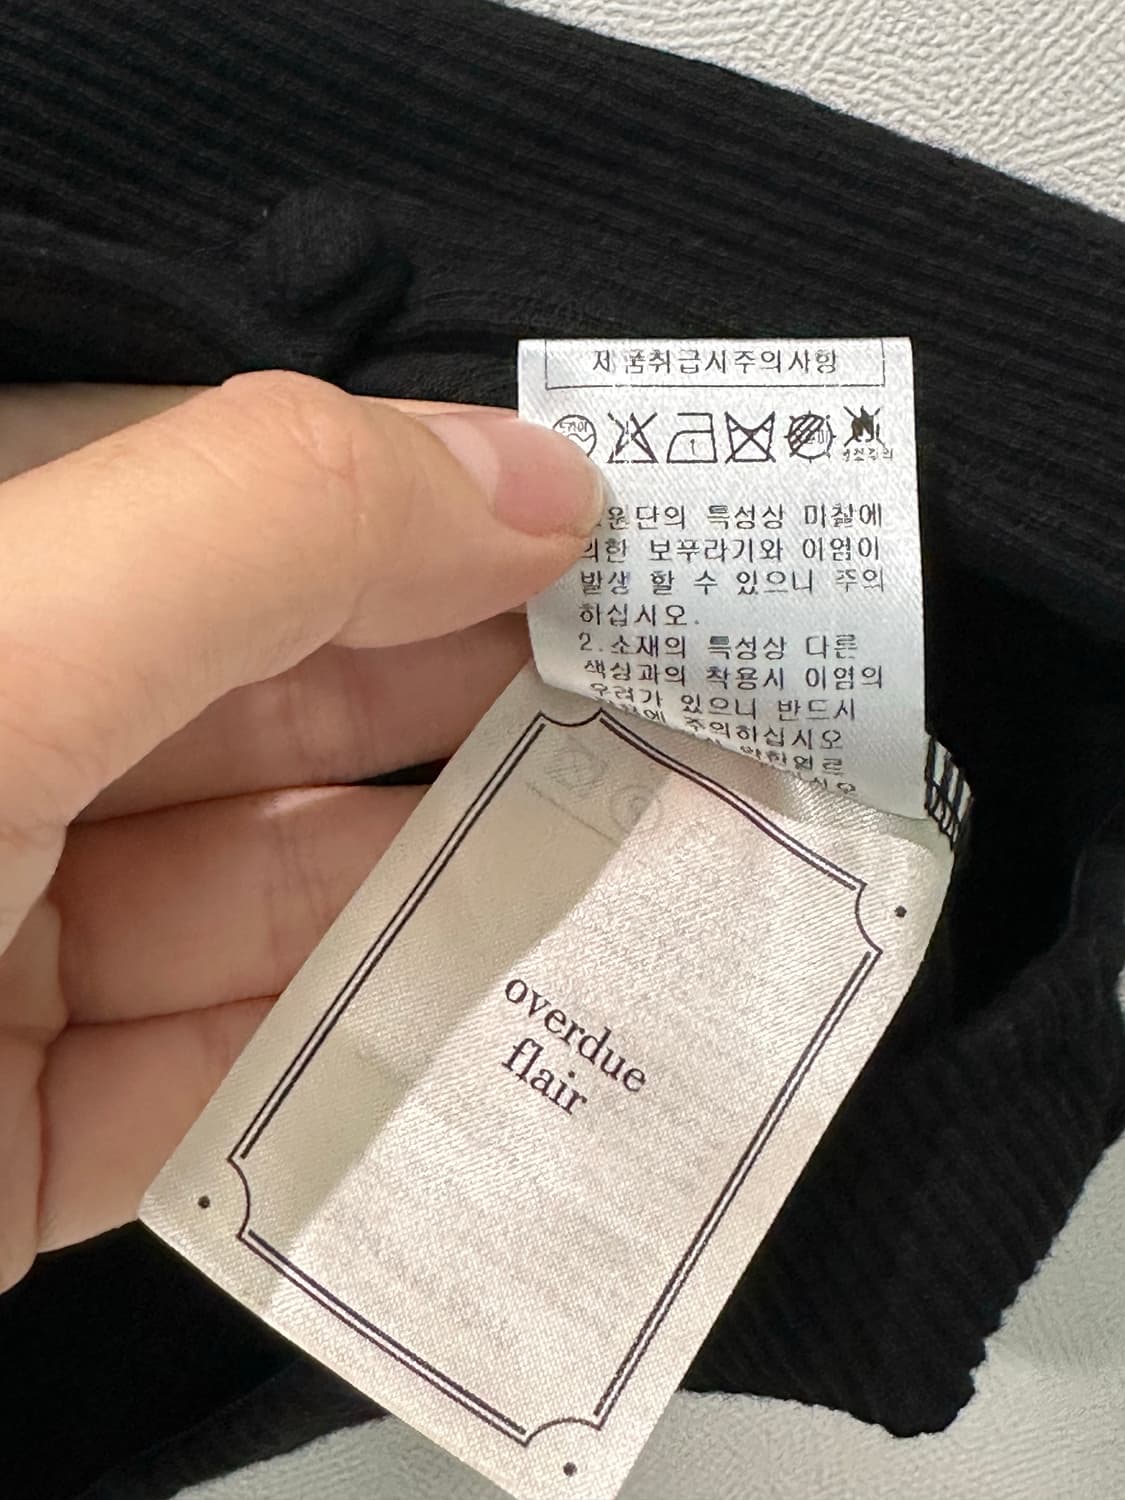 제품취급시주의사항
드라이
원단의 특성상 마찰에
의한 보푸라기와 이염이
발생 할 수 있으니 주의
하십시오.
2.소재의 특성상 다른
색상과의 착용시 이염의
우려가 있으니 반드시
주의하십시오
overdue
flair